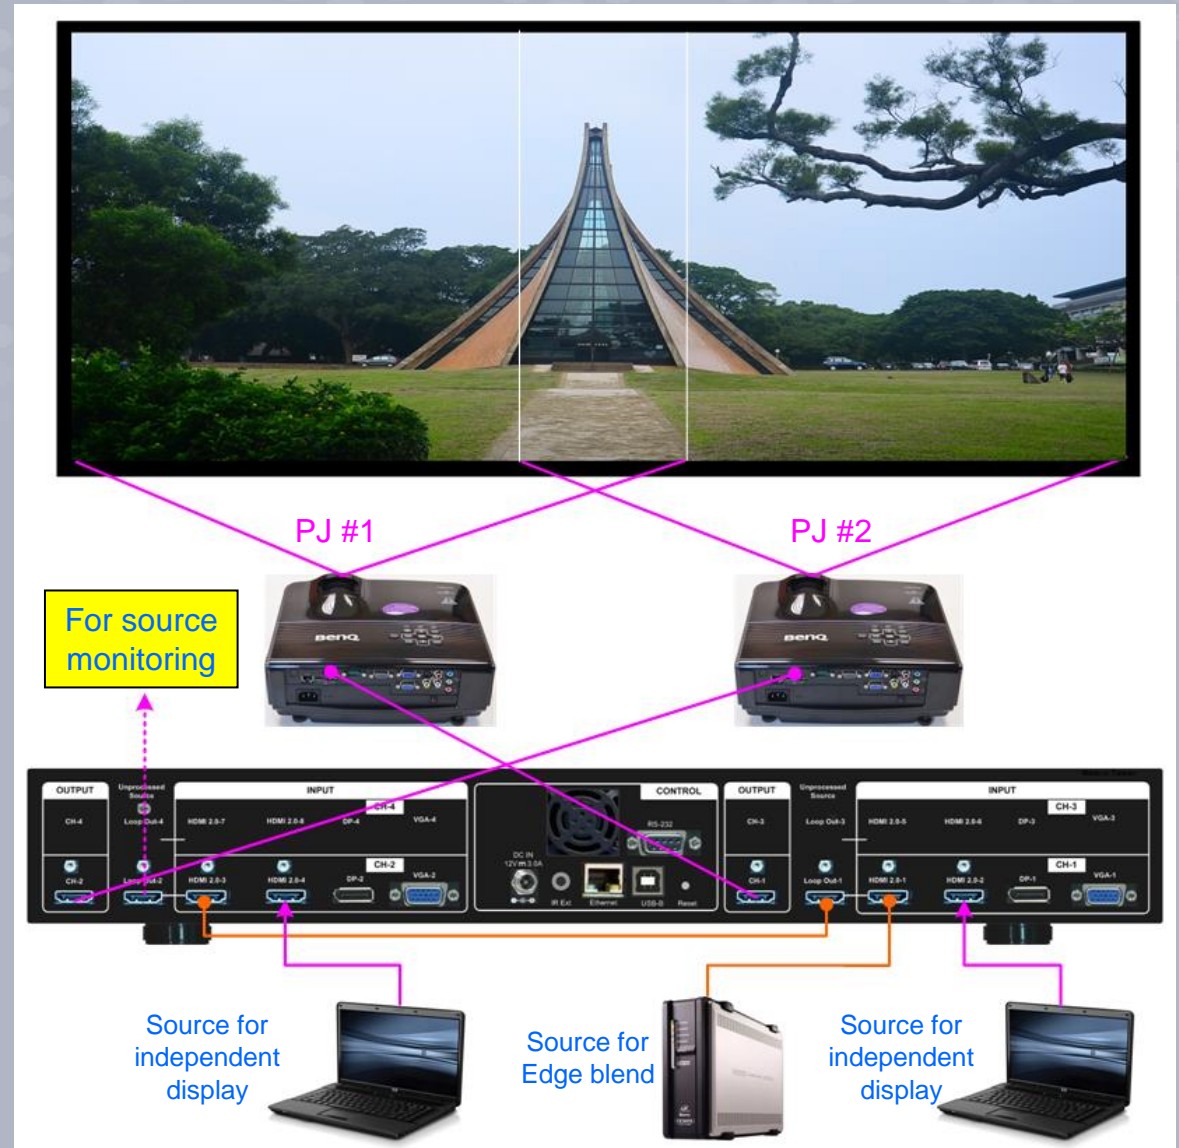 PJ #1
PJ #2
For source
monitoring
BenQ
BenQ
OUTPUT
Unprocessed
Source
INPUT
CONTROL
OUTPUT
Unprocessed
Source
INPUT
CH-4
CH-3
CH-4
Loop Out-4
HDMI 2.0-7
HDMI 2.0-8
DP-4
VGA-4
RS-232
CH-3
Loop Out-3
HDMI 2.0-5
HDMI 2.0-6
DP-3
VGA-3
DC IN
12V 3.0A
CH-2
CH-1
CH-2
Loop Out-2
HDMI 2.0-3
HDMI 2.0-4
DP-2
VGA-2
CH-1
Loop Out-1
HDMI 2.0-1
HDMI 2.0-2
DP-1
VGA-1
IR Ext
Ethernet
USB-B
Reset
Source for
independent
display
Source for
Edge blend
Source for
independent
display